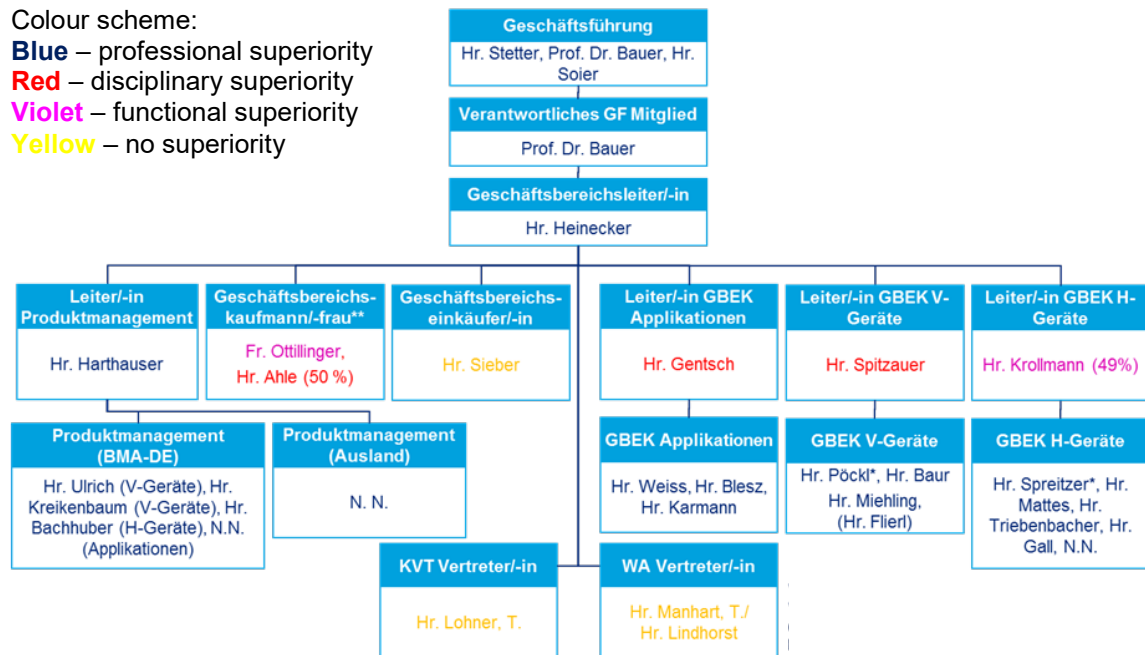 Colour scheme:
Blue – professional superiority
Red – disciplinary superiority
Violet – functional superiority
Yellow – no superiority
Geschäftsführung
Hr. Stetter, Prof. Dr. Bauer, Hr.
Soier
Verantwortliches GF Mitglied
Prof. Dr. Bauer
Geschäftsbereichsleiter/-in
Hr. Heinecker
Leiter/-in
Produktmanagement
Hr. Harthauser
Geschäftsbereichs-
kaufmann/-frau**
Fr. Ottillinger,
Hr. Ahle (50 %)
Geschäftsbereichs-
einkäufer/-in
Hr. Sieber
Leiter/-in GBEK
Applikationen
Hr. Gentsch
Leiter/-in GBEK V-
Geräte
Hr. Spitzauer
Leiter/-in GBEK H-
Geräte
Hr. Krollmann (49%)
Produktmanagement
(BMA-DE)
Hr. Ulrich (V-Geräte), Hr.
Kreikenbaum (V-Geräte), Hr.
Bachhuber (H-Geräte), N.N.
(Applikationen)
Produktmanagement
(Ausland)
N. N.
GBEK Applikationen
Hr. Weiss, Hr. Blesz,
Hr. Karmann
GBEK V-Geräte
Hr. Pöckl*, Hr. Baur
Hr. Miehling,
(Hr. Flierl)
GBEK H-Geräte
Hr. Spreitzer*, Hr.
Mattes, Hr.
Triebenbacher, Hr.
Gall, N.N.
KVT Vertreter/-in
Hr. Lohner, T.
WA Vertreter/-in
Hr. Manhart, T./
Hr. Lindhorst